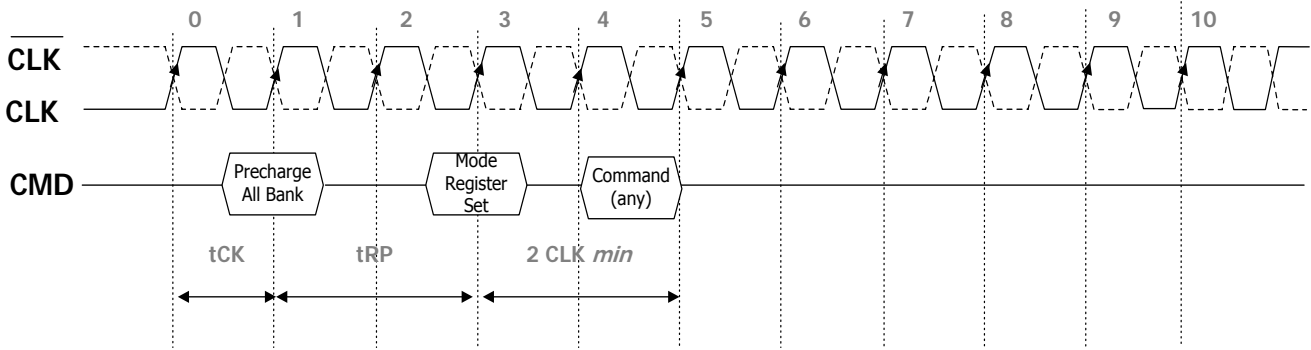 0 1 2 3 4 5 6 7 8 9 10
CLK
CLK
CMD
Precharge
All Bank
Mode
Register
Set
Command
(any)
tCK tRP 2 CLK min